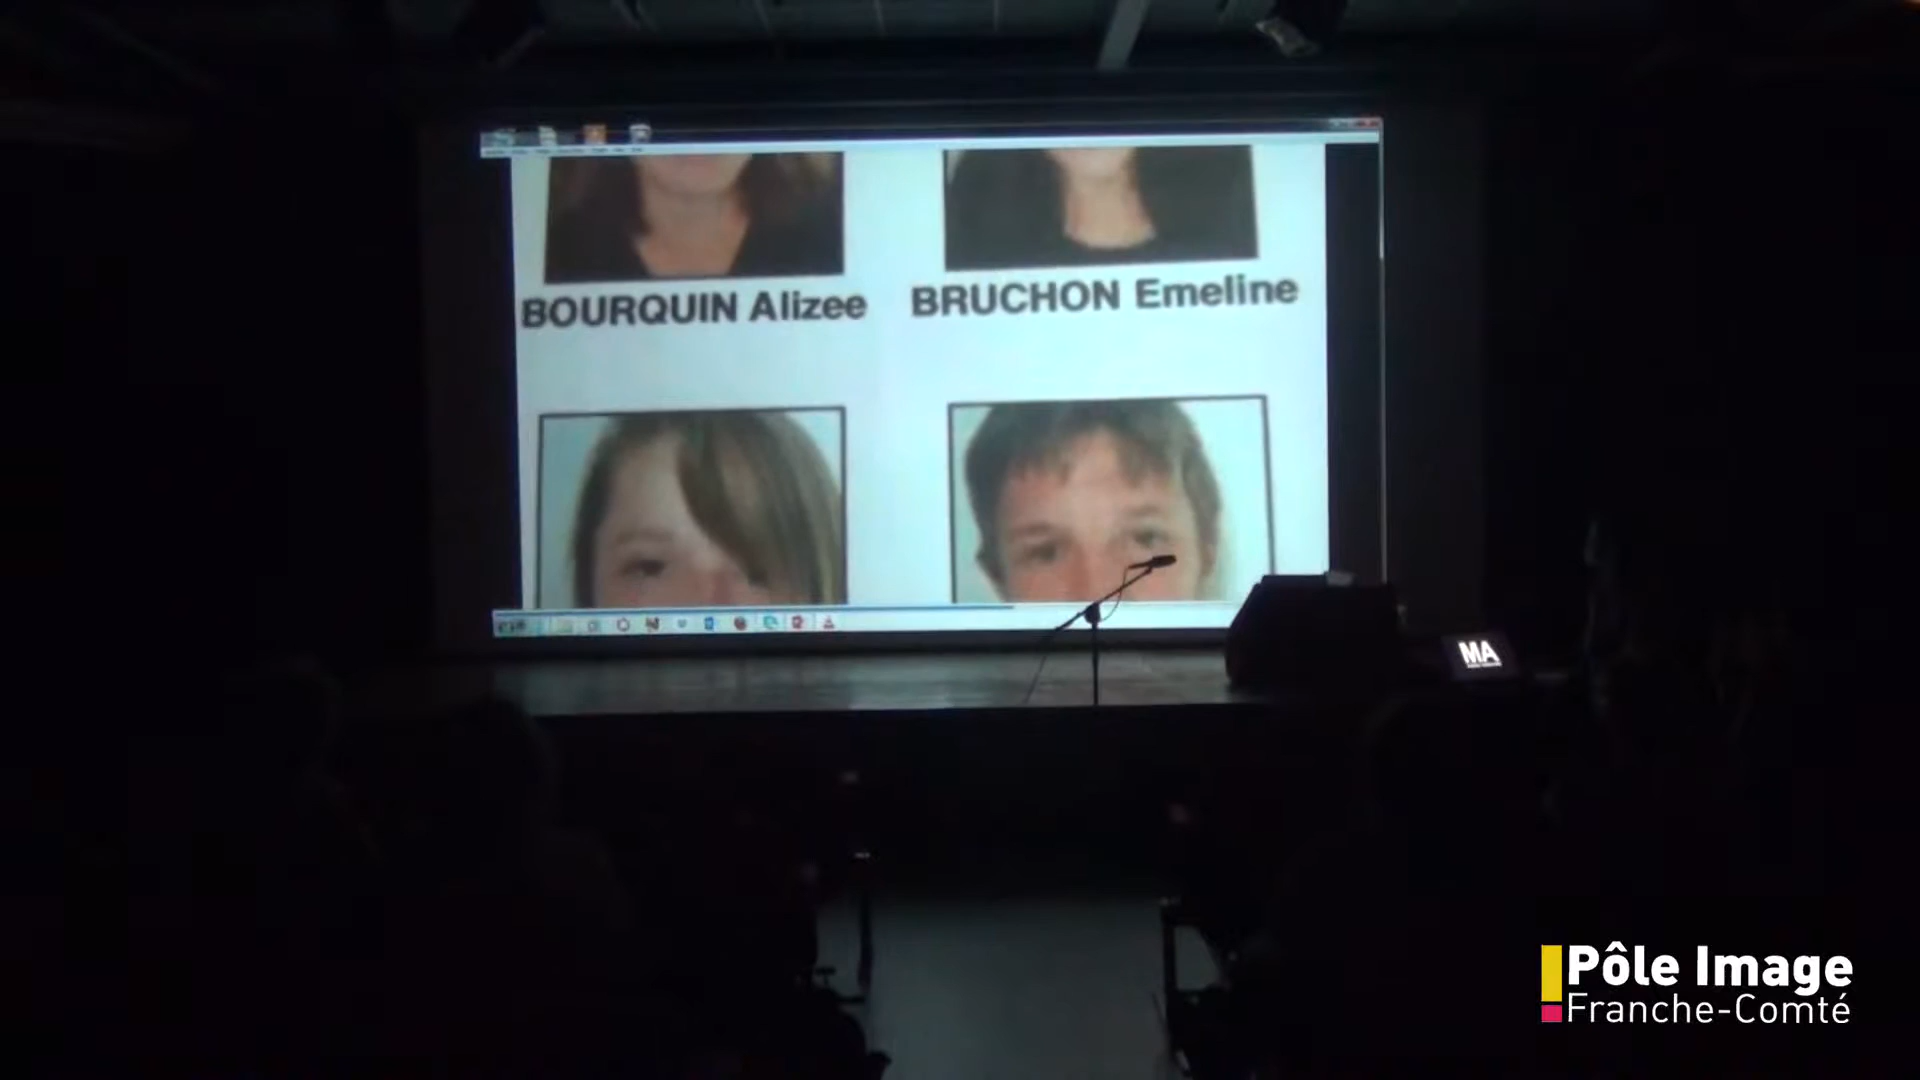 BOURQUIN Alizee
BRUCHON Emeline
MA
Pôle Image
Franche-Comté